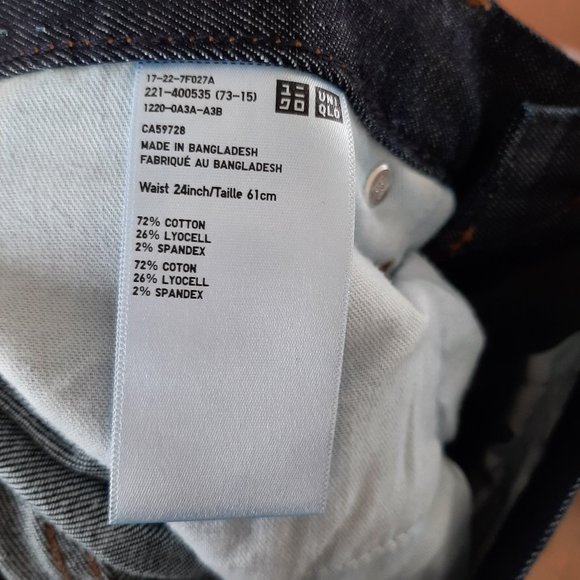 17-22-7F027A
221-400535 (73-15)
1220-0A3A-A3B
ユニ
クロ
UNI
QLO
CA59728
MADE IN BANGLADESH
FABRIQUÉ AU BANGLADESH
Waist 24inch/Taille 61cm
72% COTTON
26% LYOCELL
2% SPANDEX
72% COTON
26% LYOCELL
2% SPANDEX